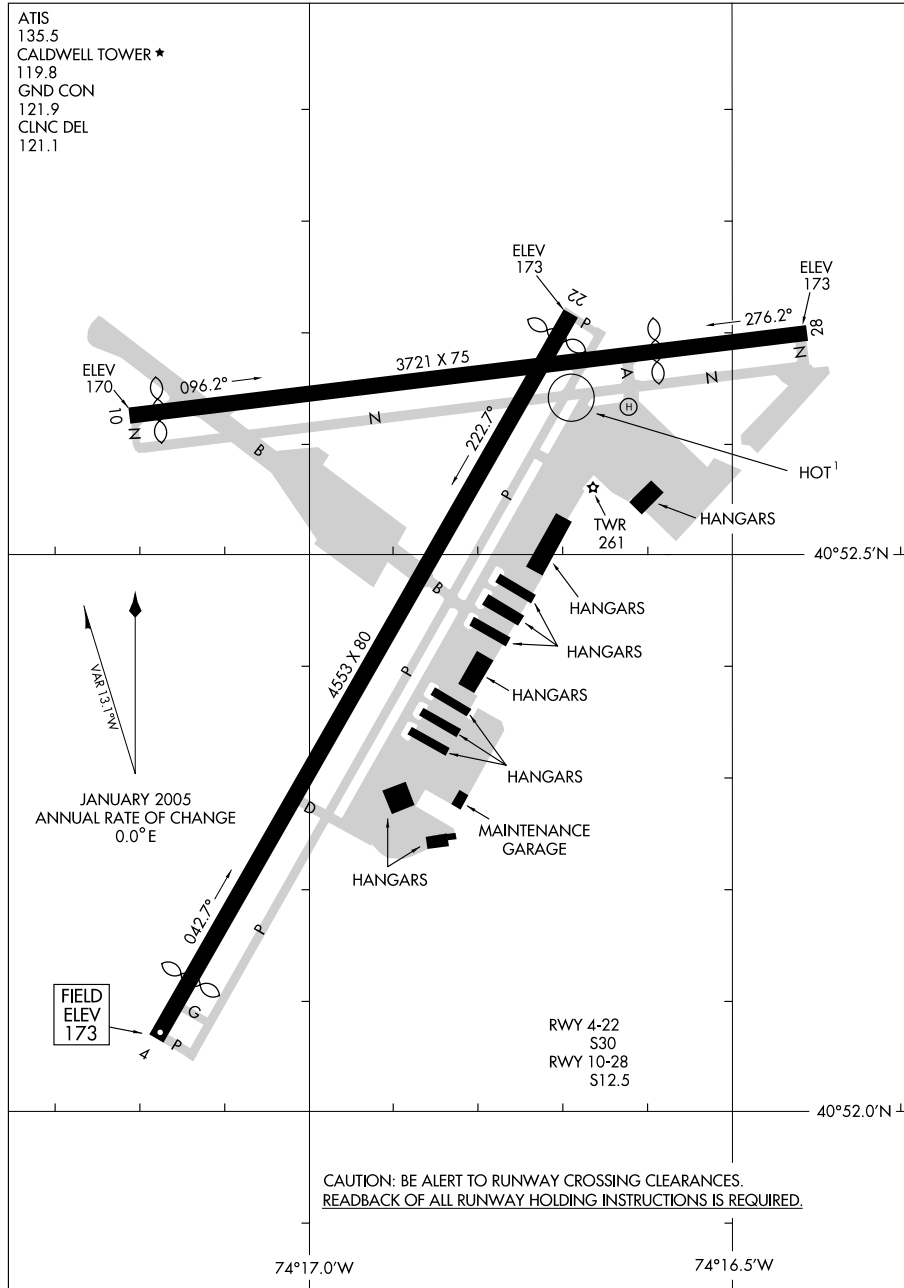 ATIS
135.5
CALDWELL TOWER ★
119.8
GND CON
121.9
CLNC DEL
121.1
ELEV
173
22
P
ELEV
173
276.2°
28
N
3721 X 75
A
N
ELEV
170
096.2°
10
N
N
H
222.7°
B
HOT 1
P
TWR
261
HANGARS
40°52.5'N
B
HANGARS
HANGARS
4553 X 80
P
HANGARS
VAR 13.1°W
HANGARS
JANUARY 2005
ANNUAL RATE OF CHANGE
0.0° E
D
MAINTENANCE
GARAGE
HANGARS
042.7°
P
FIELD
ELEV
173
G
4
P
RWY 4-22
S30
RWY 10-28
S12.5
40°52.0'N
CAUTION: BE ALERT TO RUNWAY CROSSING CLEARANCES.
READBACK OF ALL RUNWAY HOLDING INSTRUCTIONS IS REQUIRED.
74°17.0'W
74°16.5'W